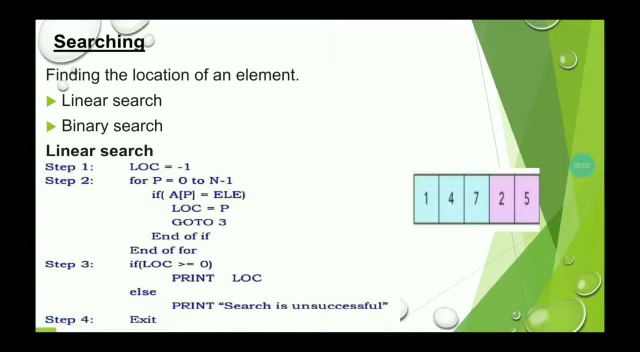 Searching
Finding the location of an element.
Linear search
Binary search
Linear search
Step 1: LOC = -1
Step 2: for P = 0 to N-1
if( A[P] = ELE)
LOC = P
GOTO 3
End of if
End of for
Step 3: if(LOC >= 0)
PRINT LOC
else
PRINT "Search is unsuccessful"
Step 4: Exit
1 4 7 2 5